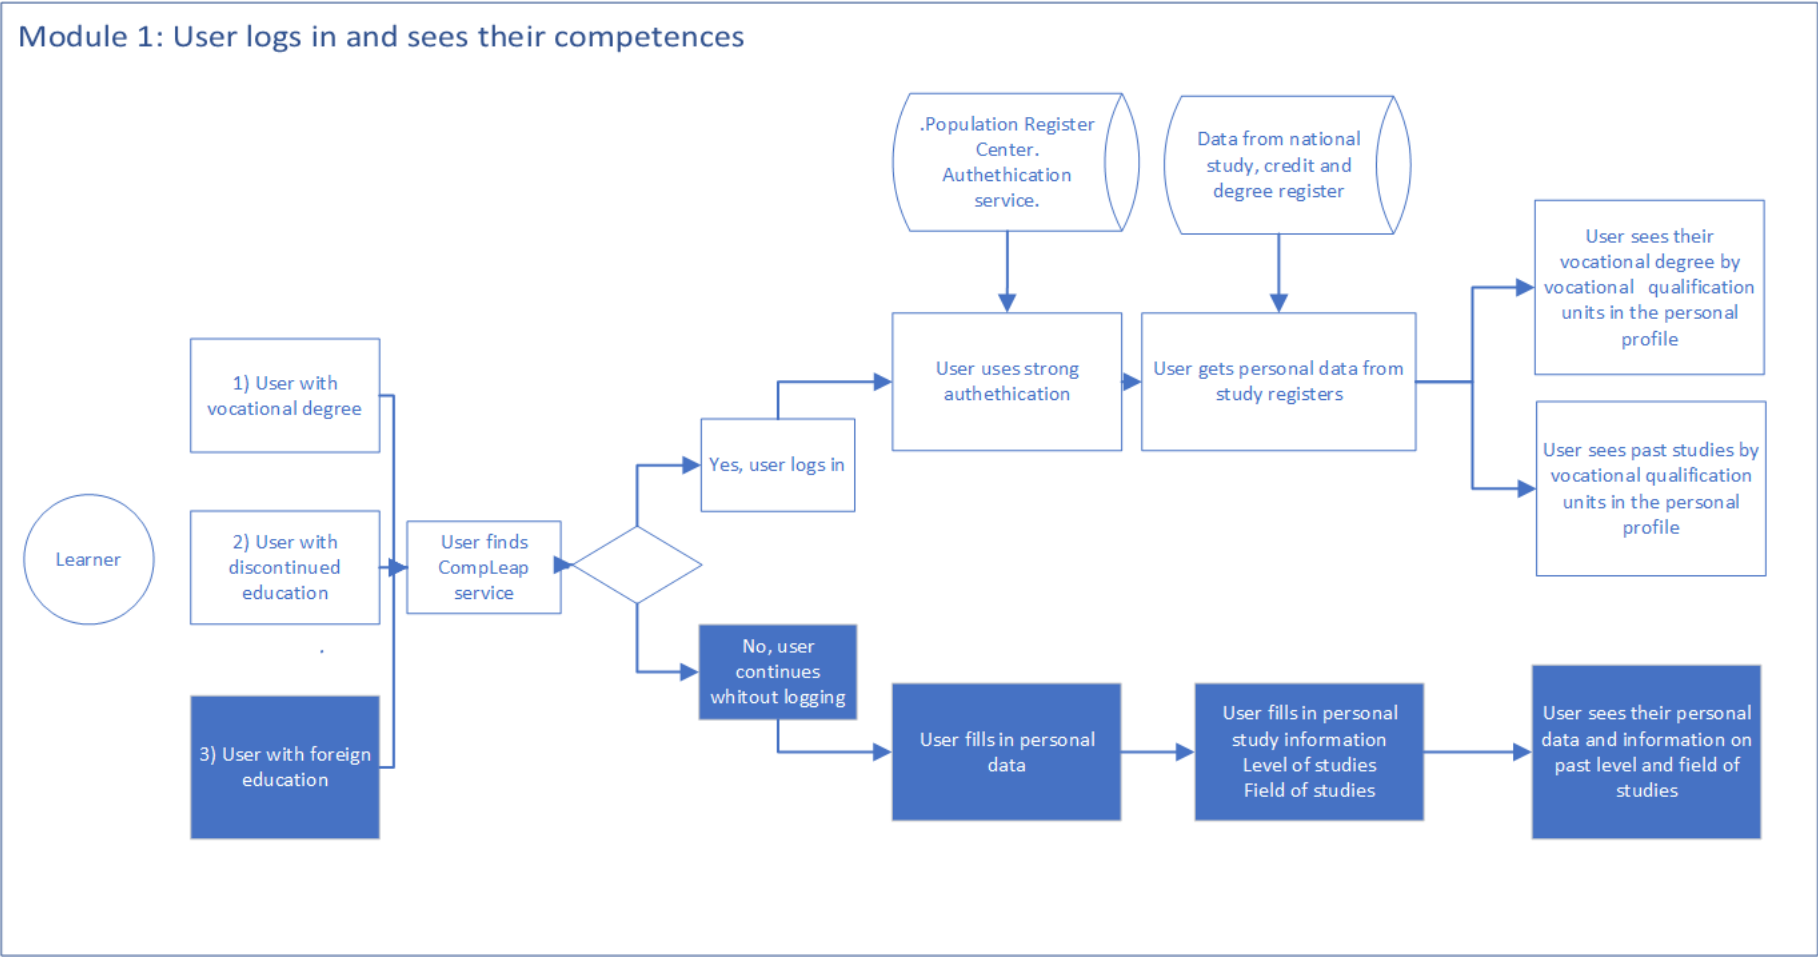 Module 1: User logs in and sees their competences
.Population Register
Center.
Authethication
service.
Data from national
study, credit and
degree register
User sees their
vocational degree by
vocational qualification
units in the personal
profile
1) User with
vocational degree
User uses strong
authethication
User gets personal data from
study registers
Yes, user logs in
User sees past studies by
vocational qualification
units in the personal
profile
Learner
2) User with
discontinued
education
.
User finds
CompLeap
service
No, user
continues
whitout logging
3) User with foreign
education
User fills in personal
data
User fills in personal
study information
Level of studies
Field of studies
User sees their personal
data and information on
past level and field of
studies